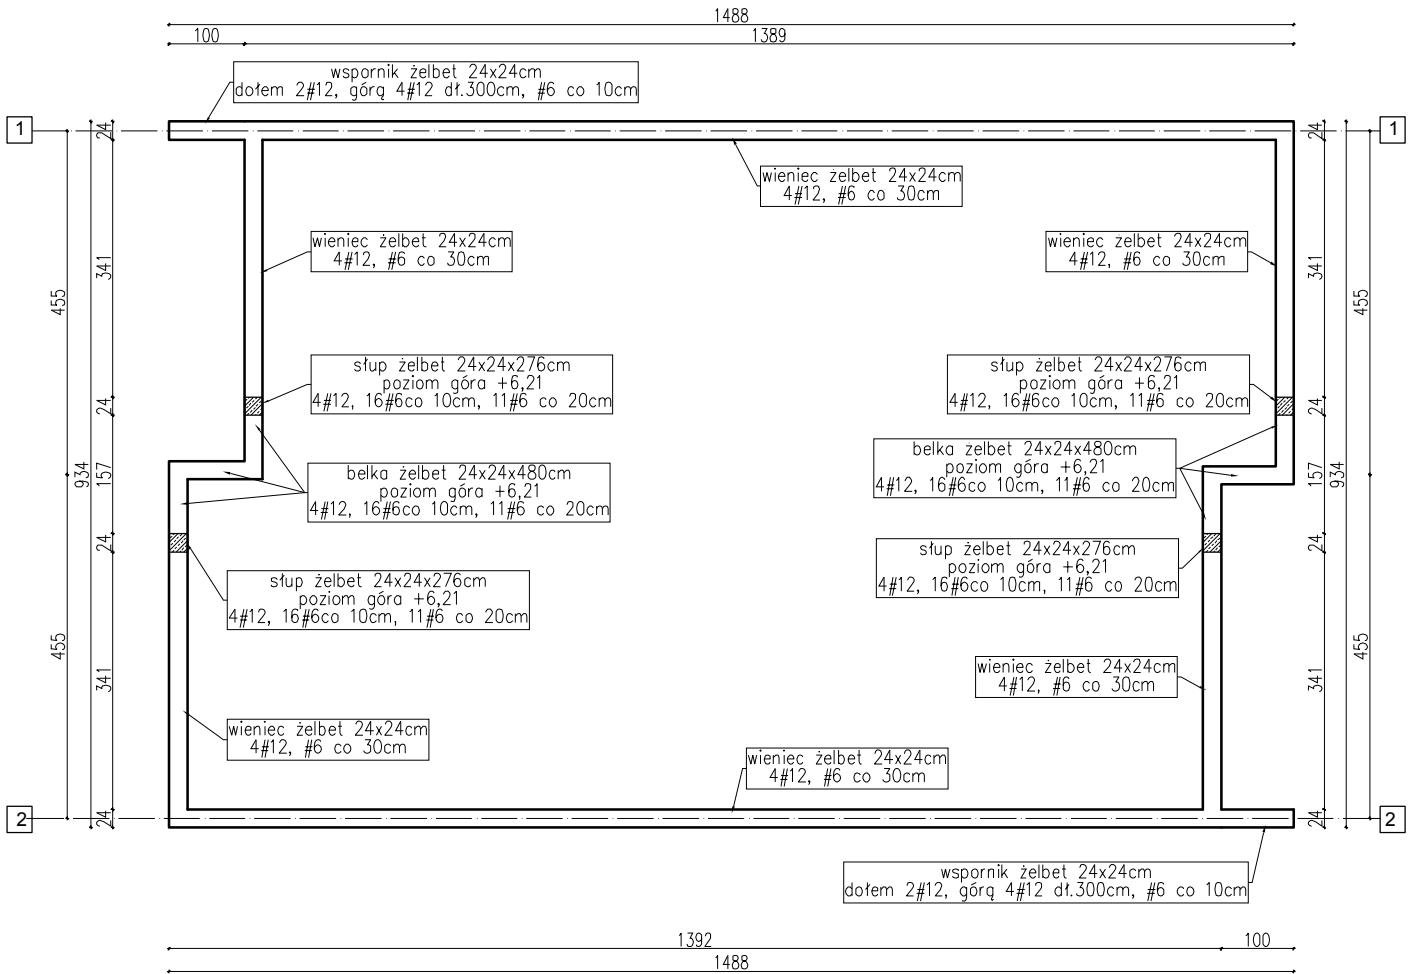 1488
100
1389
wspornik żelbet 24x24cm
dołem 2#12, górą 4#12 dł.300cm, #6 co 10cm
1
24
24
1
wieniec żelbet 24x24cm
4#12, #6 co 30cm
wieniec żelbet 24x24cm
4#12, #6 co 30cm
wieniec żelbet 24x24cm
4#12, #6 co 30cm
341
341
455
455
słup żelbet 24x24x276cm
poziom góra +6,21
4#12, 16#6co 10cm, 11#6 co 20cm
słup żelbet 24x24x276cm
poziom góra +6,21
4#12, 16#6co 10cm, 11#6 co 20cm
24
24
934
157
157
934
belka żelbet 24x24x480cm
poziom góra +6,21
4#12, 16#6co 10cm, 11#6 co 20cm
belka żelbet 24x24x480cm
poziom góra +6,21
4#12, 16#6co 10cm, 11#6 co 20cm
24
24
słup żelbet 24x24x276cm
poziom góra +6,21
4#12, 16#6co 10cm, 11#6 co 20cm
słup żelbet 24x24x276cm
poziom góra +6,21
4#12, 16#6co 10cm, 11#6 co 20cm
455
341
341
455
wieniec żelbet 24x24cm
4#12, #6 co 30cm
wieniec żelbet 24x24cm
4#12, #6 co 30cm
wieniec żelbet 24x24cm
4#12, #6 co 30cm
2
24
24
2
wspornik żelbet 24x24cm
dołem 2#12, górą 4#12 dł.300cm, #6 co 10cm
1392
100
1488